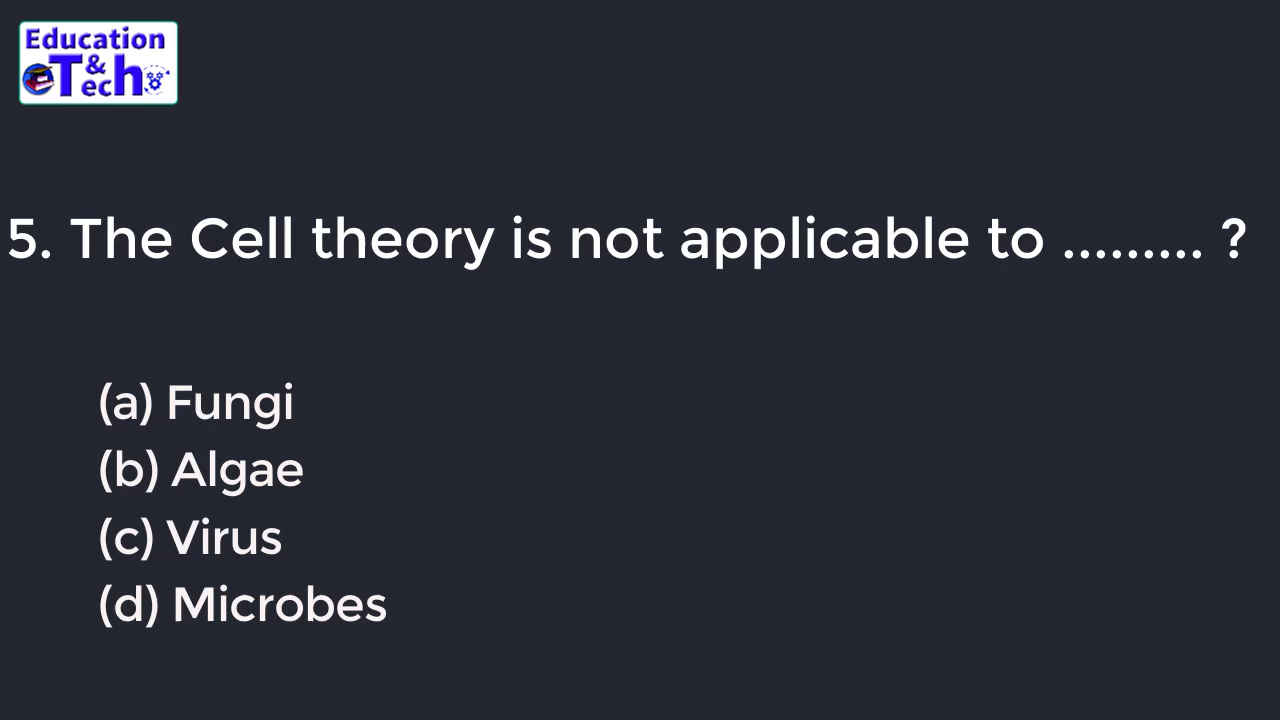 Education
&
Tech
5. The Cell theory is not applicable to ......... ?
(a) Fungi
(b) Algae
(c) Virus
(d) Microbes